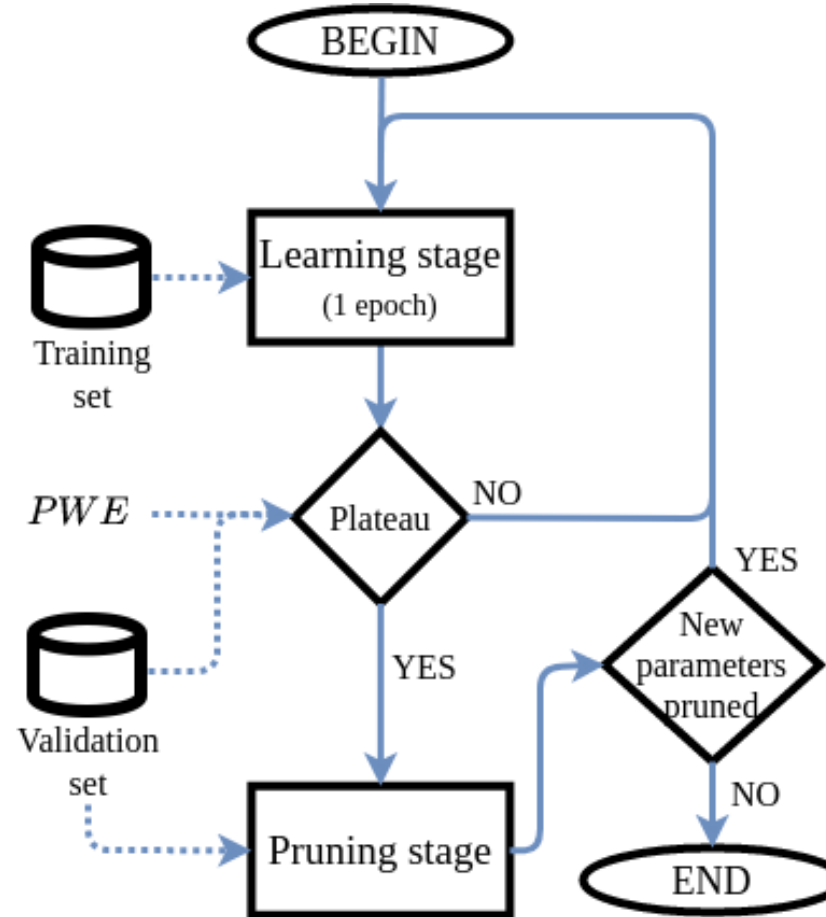 BEGIN
Learning stage
(1 epoch)
Training
set
PWE
Plateau
NO
YES
Validation
set
Pruning stage
YES
New
parameters
pruned
NO
END